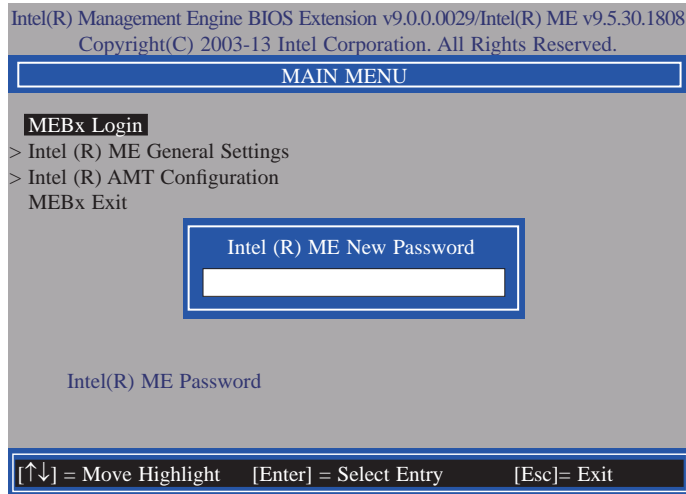 Intel(R) Management Engine BIOS Extension v9.0.0.0029/Intel(R) ME v9.5.30.1808
Copyright(C) 2003-13 Intel Corporation. All Rights Reserved.
MAIN MENU
MEBx Login
> Intel (R) ME General Settings
> Intel (R) AMT Configuration
MEBx Exit
Intel (R) ME New Password
Intel(R) ME Password
[↑↓] = Move Highlight [Enter] = Select Entry [Esc]= Exit